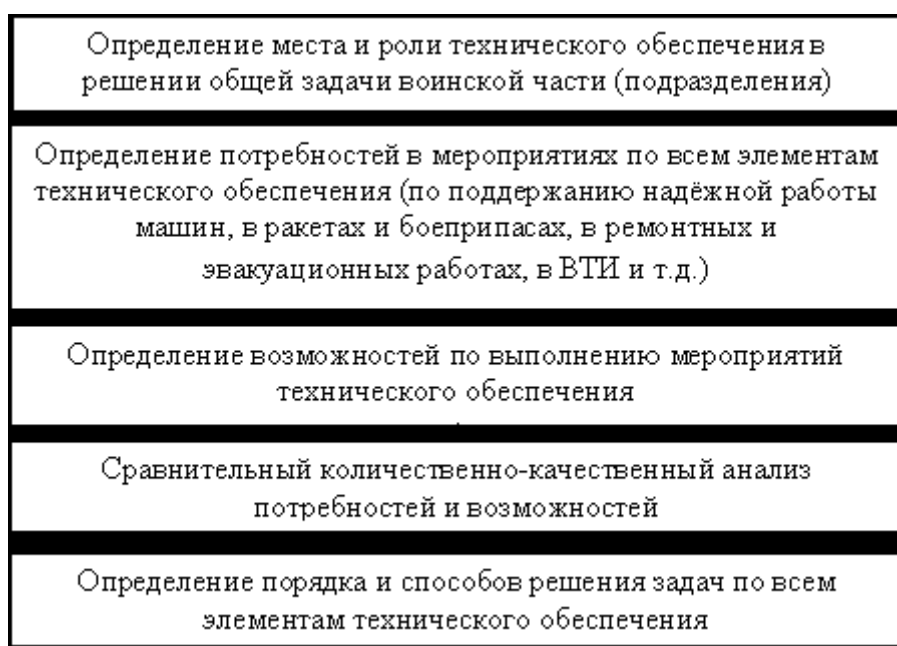 Определение места и роли технического обеспечения в
решении общей задачи воинской части (подразделения)
Определение потребностей в мероприятиях по всем элементам
технического обеспечения (по поддержанию надёжной работы
машин, в ракетах и боеприпасах, в ремонтных и
эвакуационных работах, в ВТИ и т.д.)
Определение возможностей по выполнению мероприятий
технического обеспечения
Сравнительный количественно-качественный анализ
потребностей и возможностей
Определение порядка и способов решения задач по всем
элементам технического обеспечения